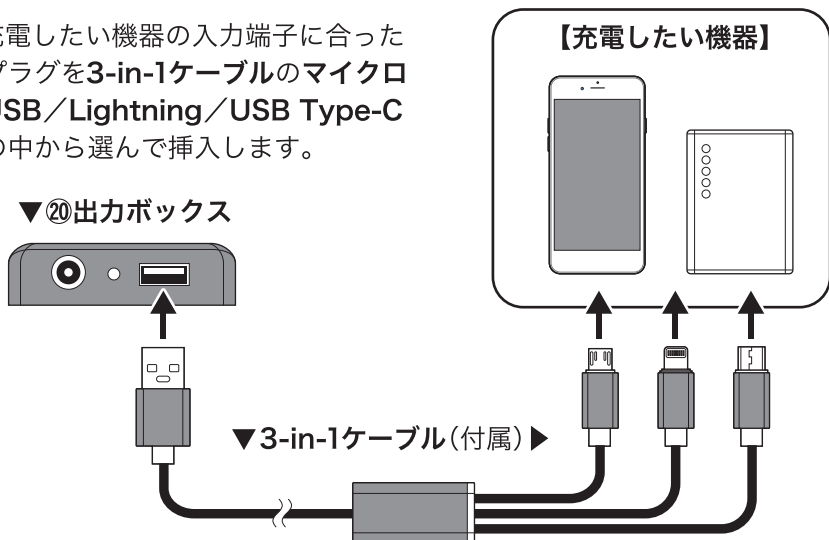 充電したい機器の入力端子に合った
プラグを3-in-1ケーブルのマイクロ
USB／Lightning／USB Type-C
の中から選んで挿入します。
【充電したい機器】
▼⑳出力ボックス
▼3-in-1ケーブル（付属）▶